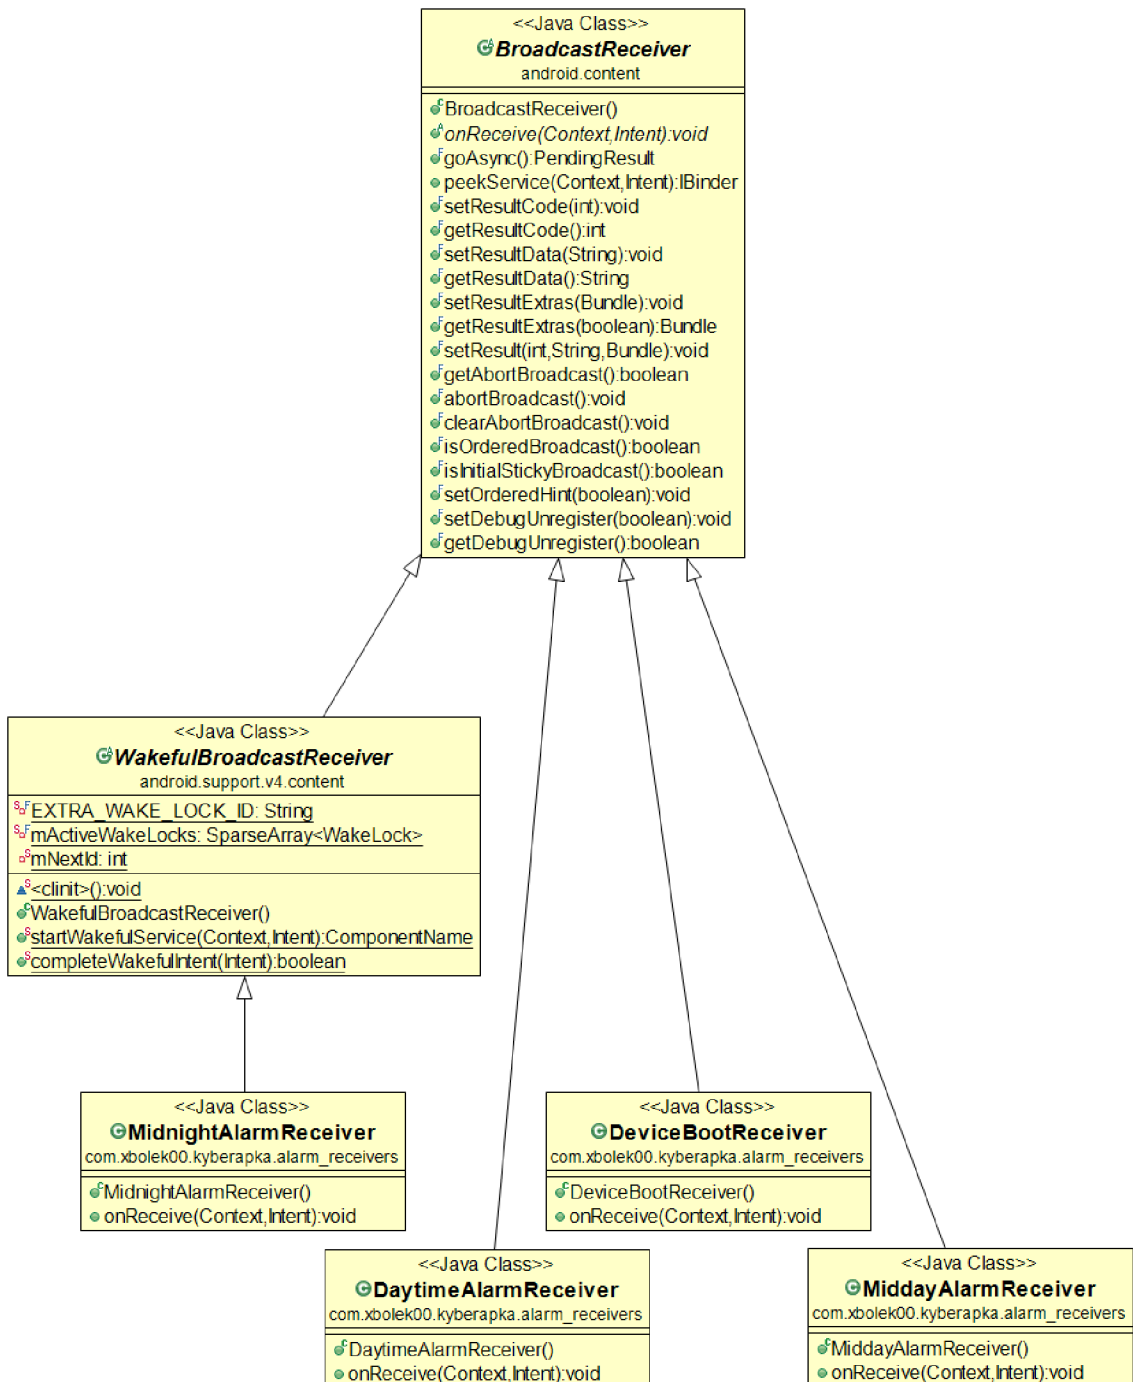 <<Java Class>>
BroadcastReceiver
android.content
BroadcastReceiver()
onReceive(Context,Intent):void
goAsync():PendingResult
peekService(Context,Intent):IBinder
setResultCode(int):void
getResultCode():int
setResultData(String):void
getResultData():String
setResultExtras(Bundle):void
getResultExtras(boolean):Bundle
setResult(int,String,Bundle):void
getAbortBroadcast():boolean
abortBroadcast():void
clearAbortBroadcast():void
isOrderedBroadcast():boolean
isInitialStickyBroadcast():boolean
setOrderedHint(boolean):void
setDebugUnregister(boolean):void
getDebugUnregister():boolean
<<Java Class>>
WakefulBroadcastReceiver
android.support.v4.content
EXTRA_WAKE_LOCK_ID: String
mActiveWakeLocks: SparseArray<WakeLock>
mNextId: int
<clinit>():void
WakefulBroadcastReceiver()
startWakefulService(Context,Intent):ComponentName
completeWakefulIntent(Intent):boolean
<<Java Class>>
MidnightAlarmReceiver
com.xbolek00.kyberapka.alarm_receivers
MidnightAlarmReceiver()
onReceive(Context,Intent):void
<<Java Class>>
DeviceBootReceiver
com.xbolek00.kyberapka.alarm_receivers
DeviceBootReceiver()
onReceive(Context,Intent):void
<<Java Class>>
DaytimeAlarmReceiver
com.xbolek00.kyberapka.alarm_receivers
DaytimeAlarmReceiver()
onReceive(Context,Intent):void
<<Java Class>>
MiddayAlarmReceiver
com.xbolek00.kyberapka.alarm_receivers
MiddayAlarmReceiver()
onReceive(Context,Intent):void